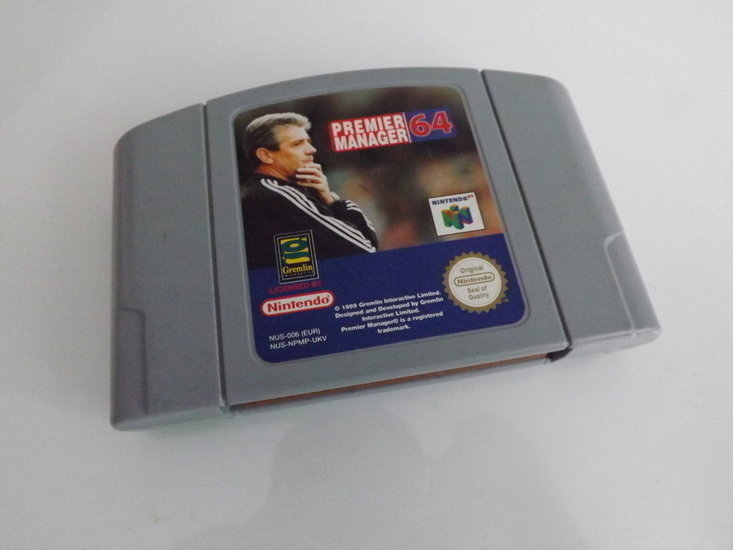 PREMIER
MANAGER 64
NINTENDO 64
Gremlin
INTERACTIVE
LICENSED BY
Nintendo
NUS-006 (EUR)
NUS-NPMP-UKV
© 1999 Gremlin Interactive Limited.
Designed and Developed by Gremlin
Interactive Limited.
Premier Manager® is a registered
trademark.
Original
Nintendo
Seal of
Quality